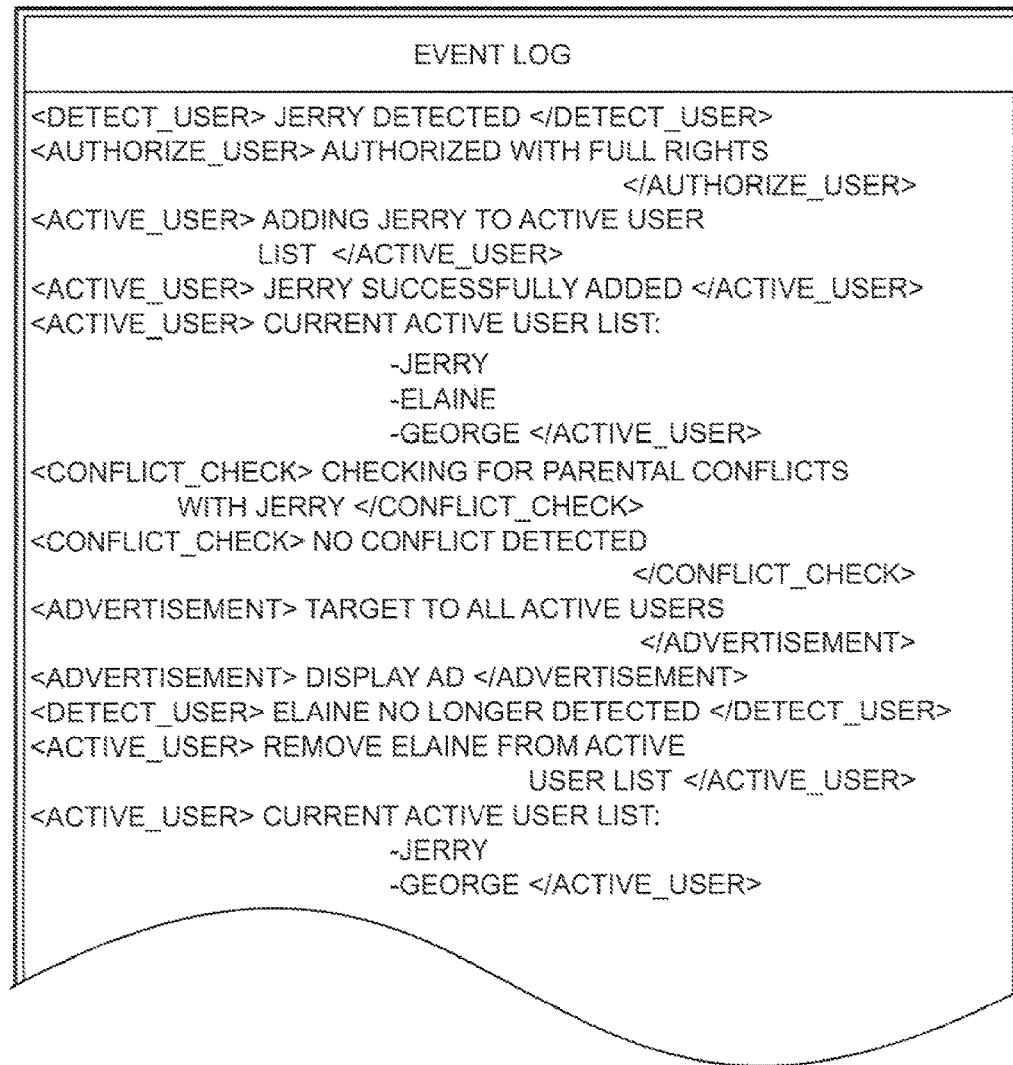 EVENT LOG
<DETECT_USER> JERRY DETECTED </DETECT_USER>
<AUTHORIZE_USER> AUTHORIZED WITH FULL RIGHTS
</AUTHORIZE_USER>
<ACTIVE_USER> ADDING JERRY TO ACTIVE USER
LIST </ACTIVE_USER>
<ACTIVE_USER> JERRY SUCCESSFULLY ADDED </ACTIVE_USER>
<ACTIVE_USER> CURRENT ACTIVE USER LIST:
-JERRY
-ELAINE
-GEORGE </ACTIVE_USER>
<CONFLICT_CHECK> CHECKING FOR PARENTAL CONFLICTS
WITH JERRY </CONFLICT_CHECK>
<CONFLICT_CHECK> NO CONFLICT DETECTED
</CONFLICT_CHECK>
<ADVERTISEMENT> TARGET TO ALL ACTIVE USERS
</ADVERTISEMENT>
<ADVERTISEMENT> DISPLAY AD </ADVERTISEMENT>
<DETECT_USER> ELAINE NO LONGER DETECTED </DETECT_USER>
<ACTIVE_USER> REMOVE ELAINE FROM ACTIVE
USER LIST </ACTIVE_USER>
<ACTIVE_USER> CURRENT ACTIVE USER LIST:
-JERRY
-GEORGE </ACTIVE_USER>